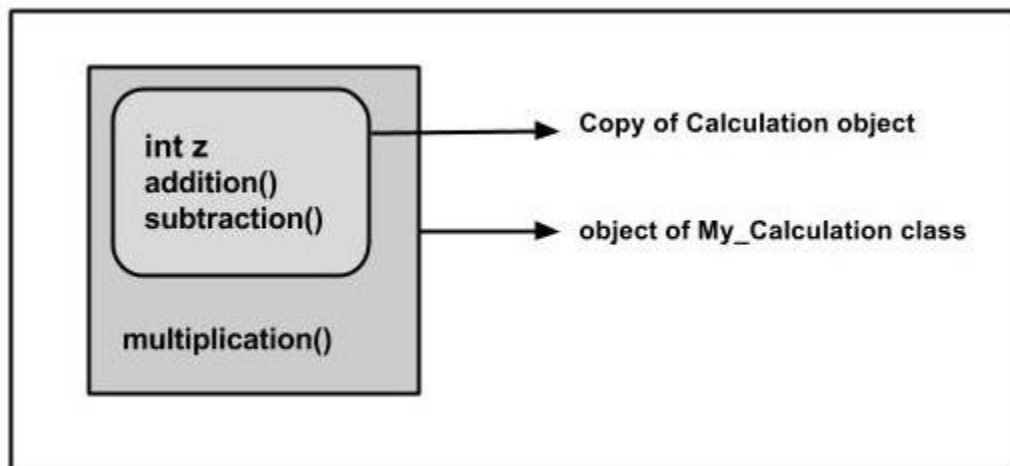 int z
addition()
subtraction()
multiplication()
Copy of Calculation object
object of My_Calculation class